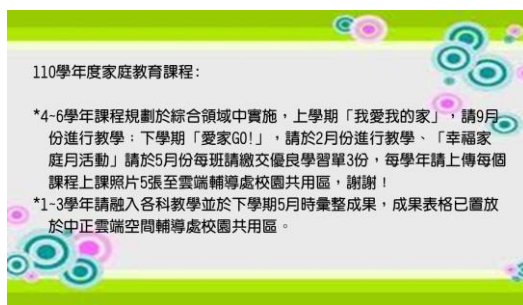 110學年度家庭教育課程:
*4-6學年課程規劃於綜合領域中實施，上學期「我愛我的家」，請9月
份進行教學；下學期「愛家GO!」，請於2月份進行教學、「幸福家
庭月活動」請於5月份每班請繳交優良學習單3份，每學年請上傳每個
課程上課照片5張至雲端輔導處校園共用區，謝謝！
*1-3學年請融入各科教學並於下學期5月時彙整成果，成果表格已置放
於中正雲端空間輔導處校園共用區。